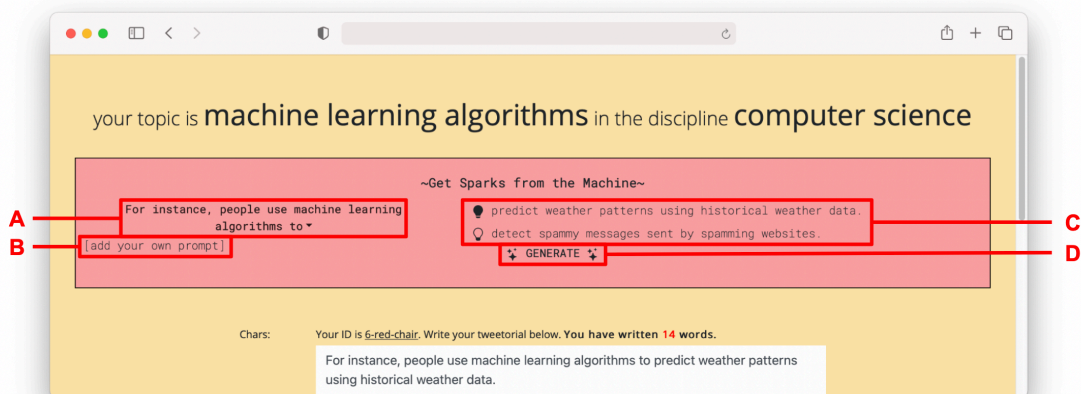 your topic is machine learning algorithms in the discipline computer science
~Get Sparks from the Machine~
A
For instance, people use machine learning
algorithms to
B
[add your own prompt]
predict weather patterns using historical weather data.
detect spammy messages sent by spamming websites.
C
GENERATE
D
Chars:
Your ID is 6-red-chair. Write your tweetorial below. You have written 14 words.
For instance, people use machine learning algorithms to predict weather patterns
using historical weather data.